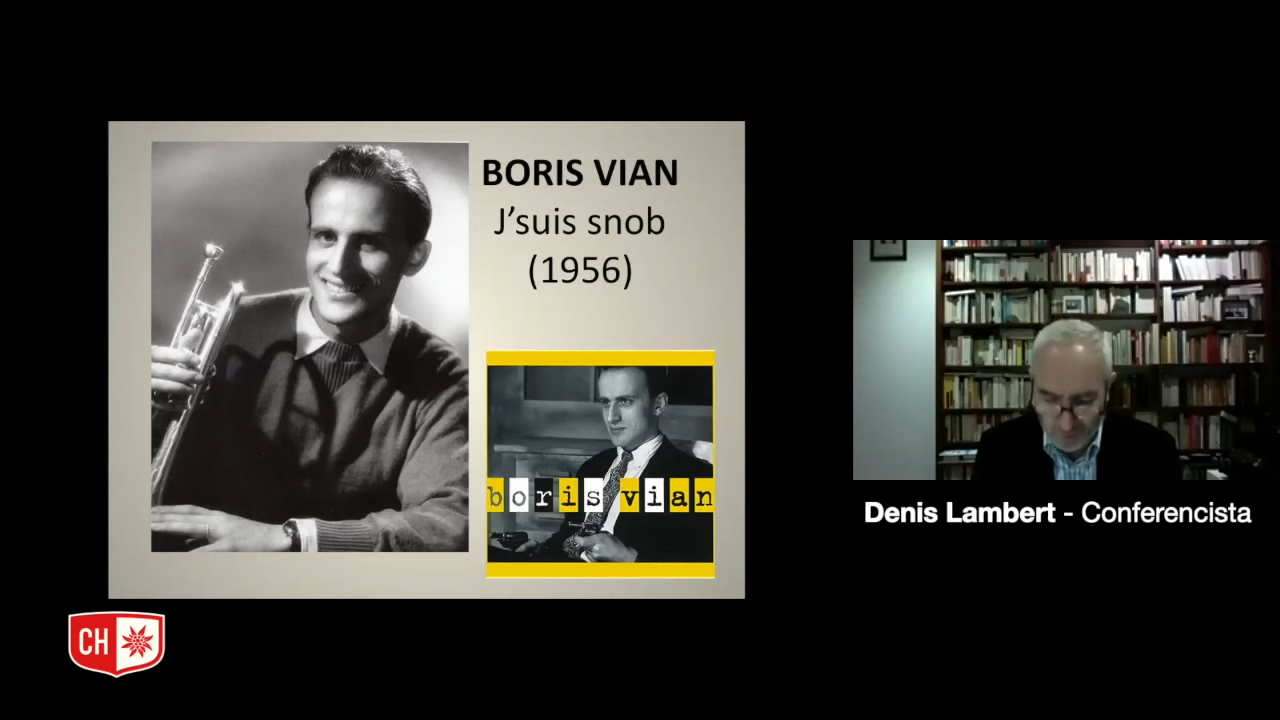 BORIS VIAN
J'suis snob
(1956)
boris vian
Denis Lambert - Conferencista
CH